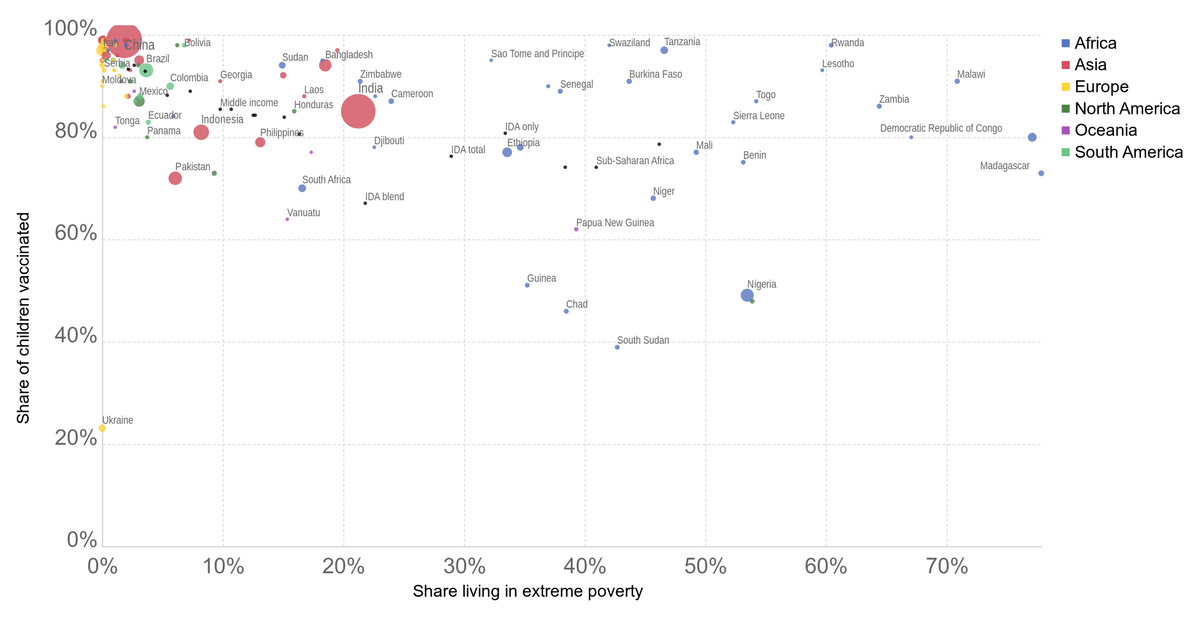 100%
80%
60%
40%
20%
0%
0%
10%
20%
30%
40%
50%
60%
70%
Share of children vaccinated
Share living in extreme poverty
Africa
Asia
Europe
North America
Oceania
South America
China
Bolivia
Serbia
Brazil
Moldova
Mexico
Colombia
Georgia
Tonga
Ecuador
Panama
Middle income
Indonesia
Pakistan
Sudan
Bangladesh
Zimbabwe
India
Cameroon
Laos
Honduras
Philippines
Djibouti
South Africa
Vanuatu
IDA blend
IDA total
IDA only
Ethiopia
Sao Tome and Principe
Senegal
Swaziland
Tanzania
Burkina Faso
Sub-Saharan Africa
Mali
Niger
Papua New Guinea
Guinea
Chad
South Sudan
Nigeria
Rwanda
Lesotho
Malawi
Togo
Zambia
Sierra Leone
Democratic Republic of Congo
Benin
Madagascar
Ukraine